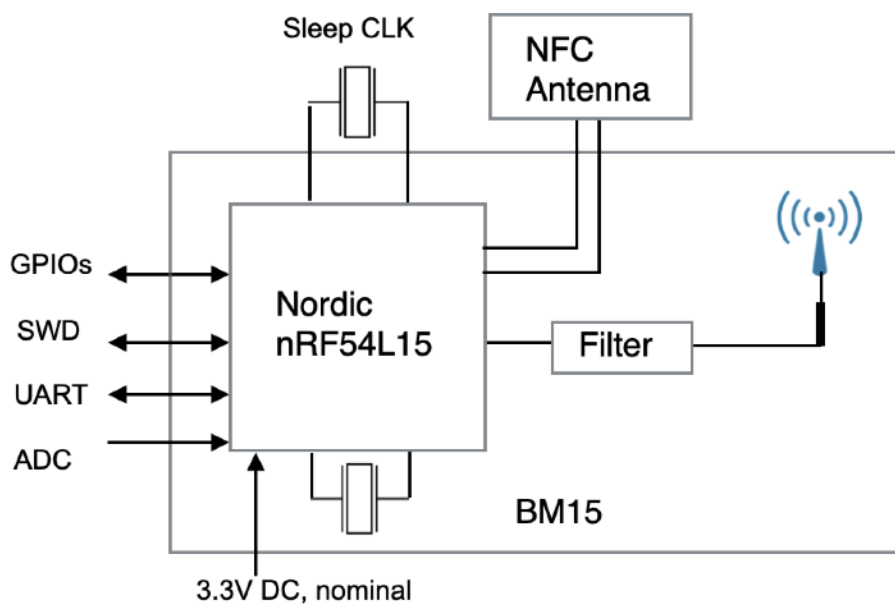 Sleep CLK
NFC
Antenna
GPIOs
SWD
UART
ADC
Nordic
nRF54L15
Filter
BM15
3.3V DC, nominal